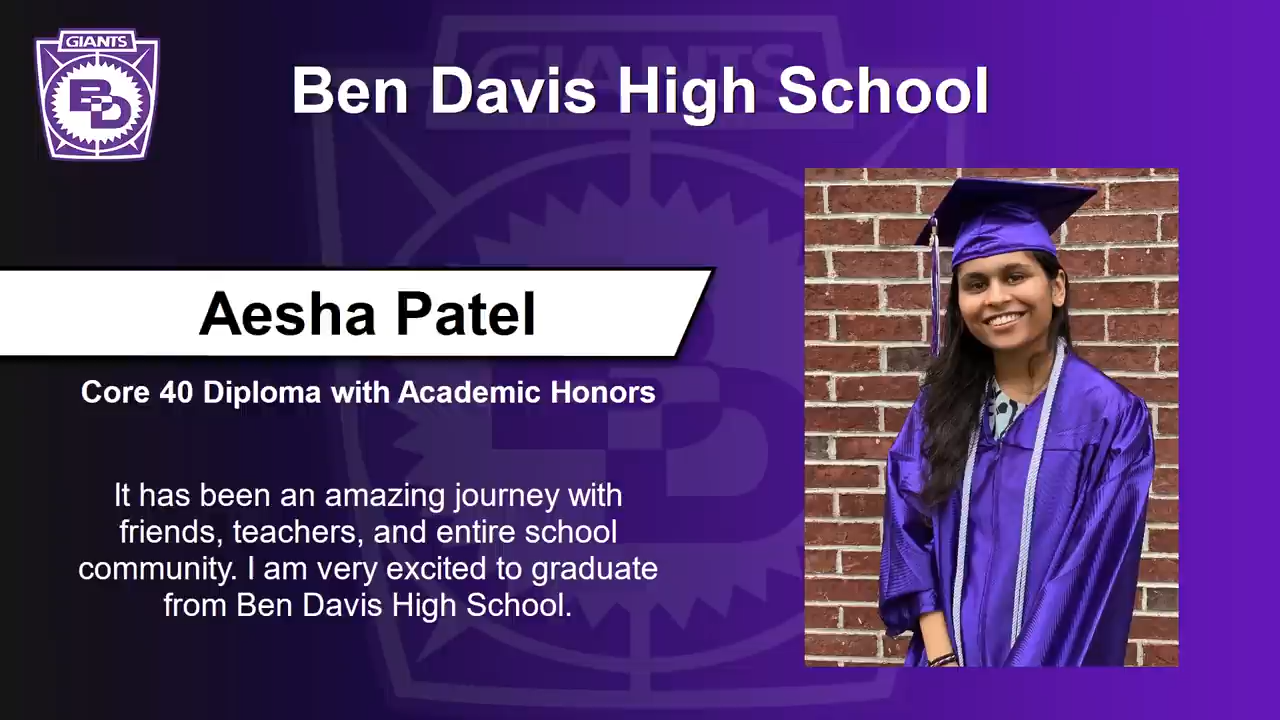 GIANTS
BD
Ben Davis High School
GIANTS
Aesha Patel
Core 40 Diploma with Academic Honors
It has been an amazing journey with
friends, teachers, and entire school
community. I am very excited to graduate
from Ben Davis High School.